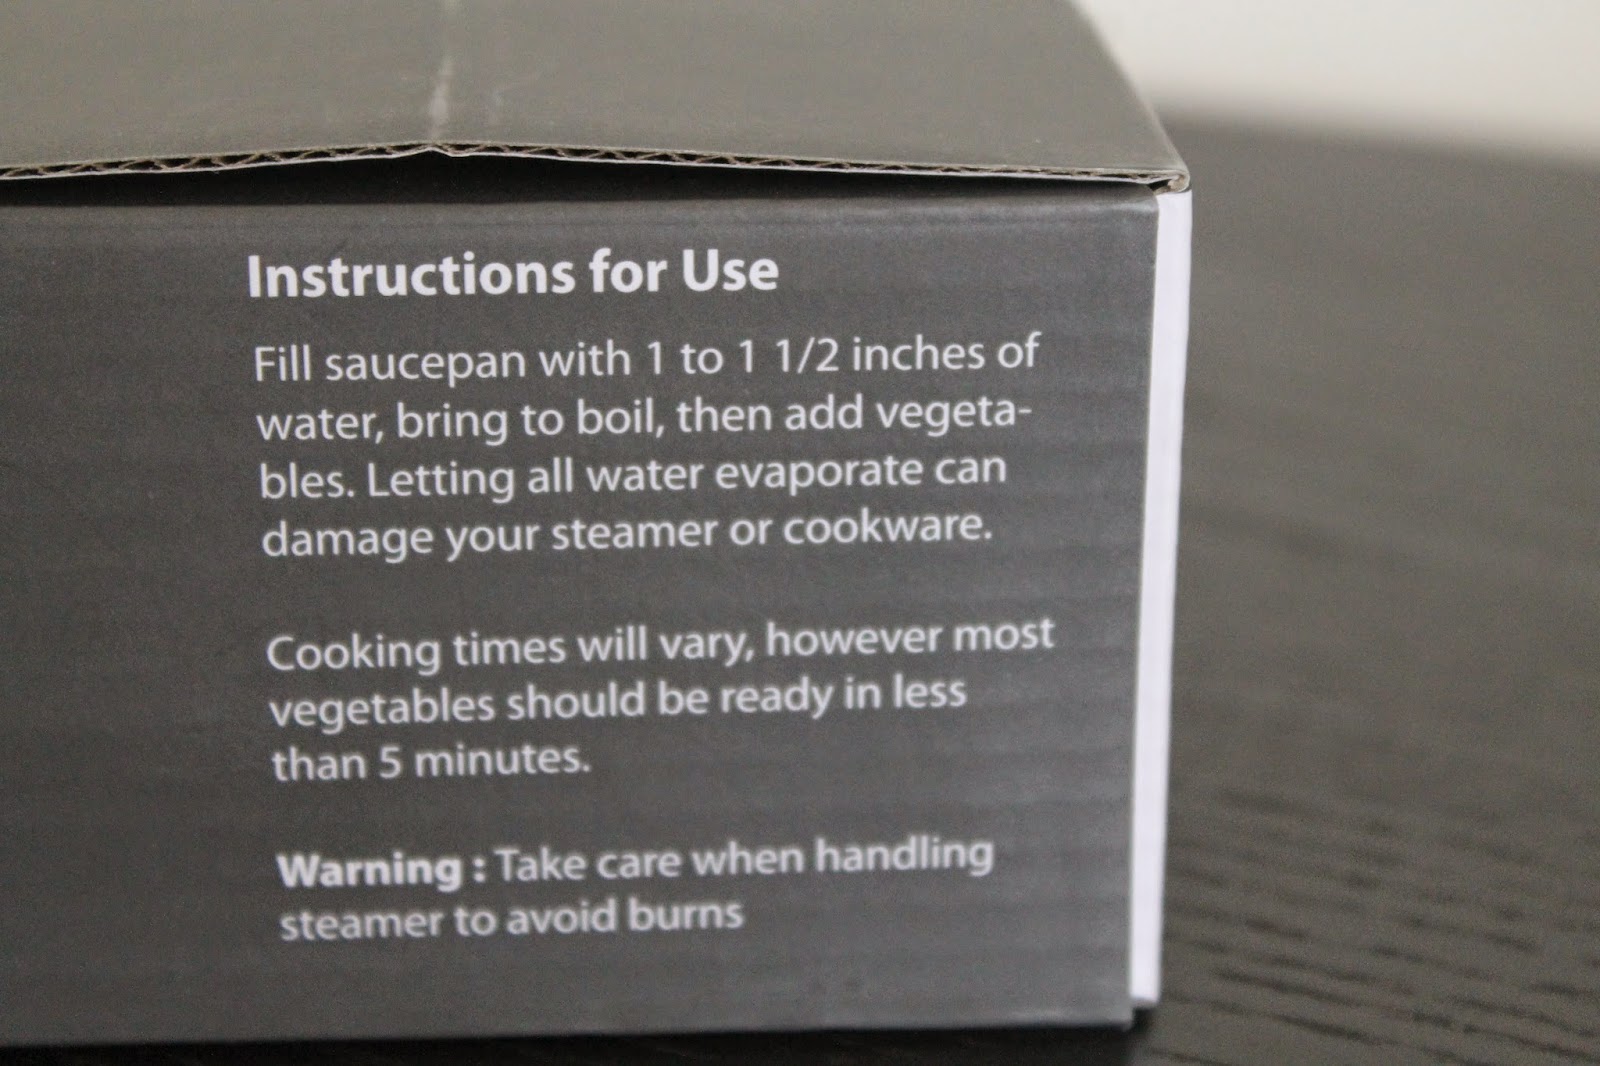 Instructions for Use
Fill saucepan with 1 to 1 1/2 inches of
water, bring to boil, then add vegeta-
bles. Letting all water evaporate can
damage your steamer or cookware.
Cooking times will vary, however most
vegetables should be ready in less
than 5 minutes.
Warning : Take care when handling
steamer to avoid burns